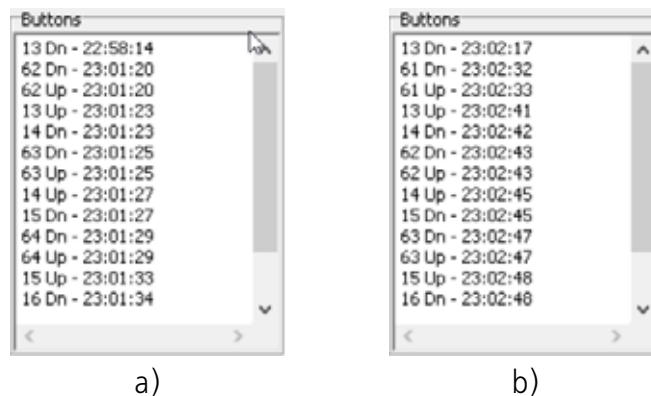 Buttons
13 Dn - 22:58:14
62 Dn - 23:01:20
62 Up - 23:01:20
13 Up - 23:01:23
14 Dn - 23:01:23
63 Dn - 23:01:25
63 Up - 23:01:25
14 Up - 23:01:27
15 Dn - 23:01:27
64 Dn - 23:01:29
64 Up - 23:01:29
15 Up - 23:01:33
16 Dn - 23:01:34
a)
Buttons
13 Dn - 23:02:17
61 Dn - 23:02:32
61 Up - 23:02:33
13 Up - 23:02:41
14 Dn - 23:02:42
62 Dn - 23:02:43
62 Up - 23:02:43
14 Up - 23:02:45
15 Dn - 23:02:45
63 Dn - 23:02:47
63 Up - 23:02:47
15 Up - 23:02:48
16 Dn - 23:02:48
b)